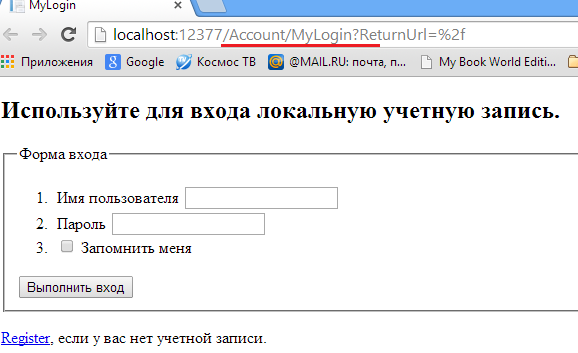 MyLogin
localhost:12377/Account/MyLogin?ReturnUrl=%2f
Приложения Google Космос ТВ @MAIL.RU: почта, п... My Book World Editi...
Используйте для входа локальную учетную запись.
Форма входа
1. Имя пользователя
2. Пароль
3. Запомнить меня
Выполнить вход
Register, если у вас нет учетной записи.